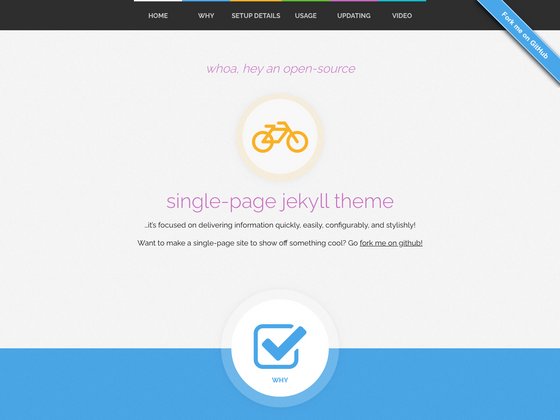 HOME WHY SETUP DETAILS USAGE UPDATING VIDEO
Fork me on GitHub
whoa, hey an open-source
single-page jekyll theme
...it's focused on delivering information quickly, easily, configurably, and stylishly!
Want to make a single-page site to show off something cool? Go fork me on github!
WHY